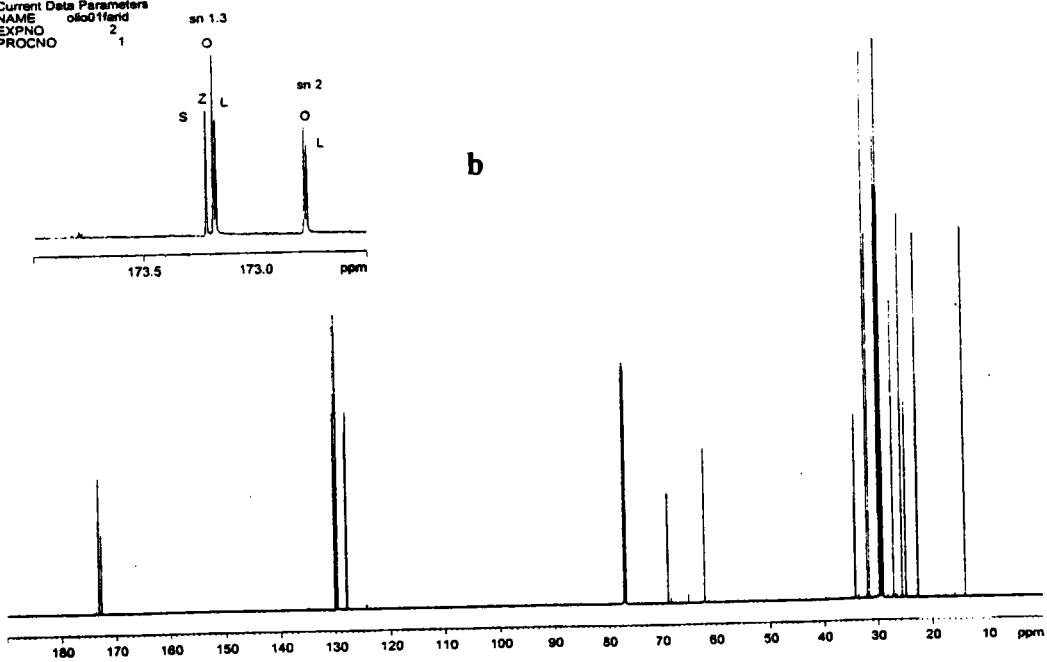 Current Data Parameters
NAME olio01farid
EXPNO 2
PROCNO 1
sn 1.3
O
S Z L
sn 2
O
L
b
173.5 173.0 ppm
180 170 160 150 140 130 120 110 100 90 80 70 60 50 40 30 20 10 ppm